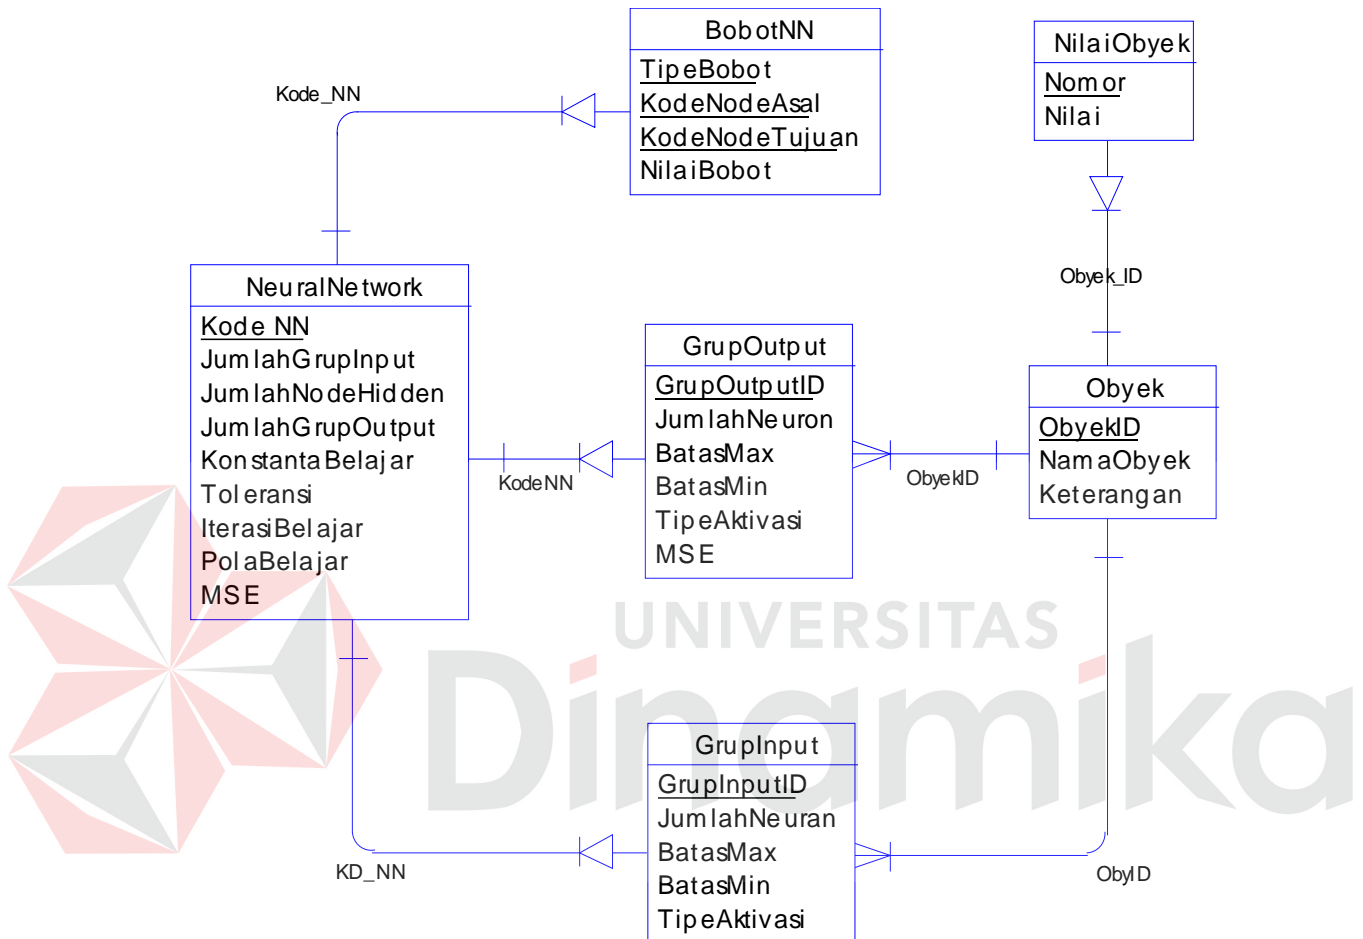 BobotNN
TipeBobot
KodeNodeAsal
KodeNodeTujuan
NilaiBobot
NilaiObyek
Nomor
Nilai
Kode_NN
Obyek_ID
NeuralNetwork
Kode NN
JumlahGrupInput
JumlahNodeHidden
JumlahGrupOutput
KonstantaBelajar
Toleransi
IterasiBelajar
PolaBelajar
MSE
KodeNN
GrupOutput
GrupOutputID
JumlahNeuron
BatasMax
BatasMin
TipeAktivasi
MSE
ObyekID
Obyek
ObyekID
NamaObyek
Keterangan
UNIVERSITAS
Dinamika
KD_NN
GrupInput
GrupInputID
JumlahNeuran
BatasMax
BatasMin
TipeAktivasi
ObyID